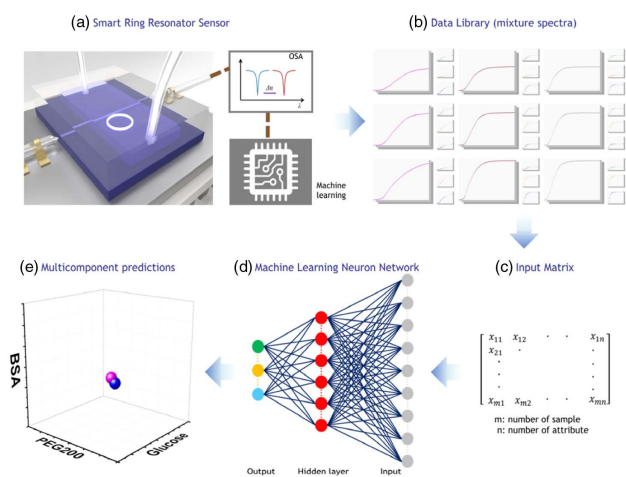 (a) Smart Ring Resonator Sensor
OSA
Δn
λ
Machine
learning
(b) Data Library (mixture spectra)
(c) Input Matrix
x11 x12 · · x1n
x21 · ·
· ·
· ·
· ·
xm1 xm2 · · xmn
m: number of sample
n: number of attribute
(d) Machine Learning Neuron Network
Output Hidden layer Input
(e) Multicomponent predictions
BSA
PEG200
Glucose